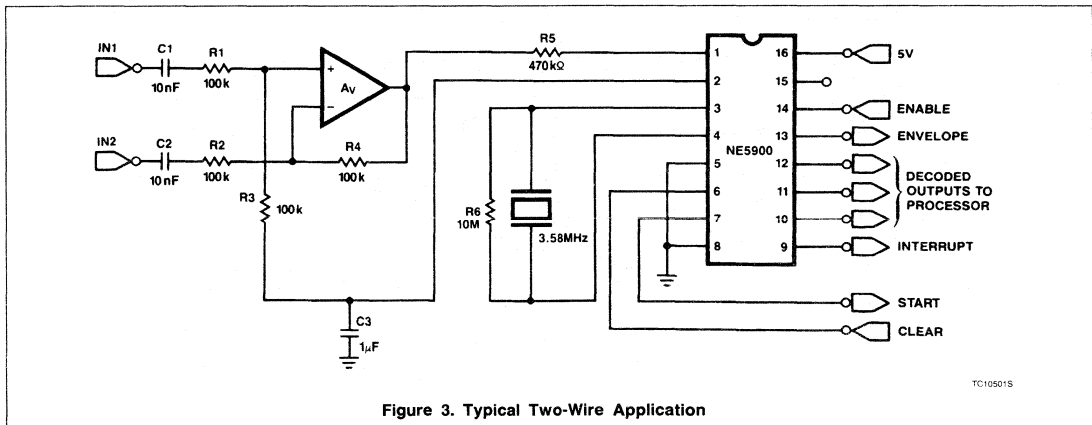 IN1
C1
10nF
R1
100k
+
AV
−
IN2
C2
10nF
R2
100k
R4
100k
R3
100k
C3
1μF
R5
470kΩ
R6
10M
3.58MHz
NE5900
1
2
3
4
5
6
7
8
16
15
14
13
12
11
10
9
5V
ENABLE
ENVELOPE
DECODED
OUTPUTS TO
PROCESSOR
INTERRUPT
START
CLEAR
TC10501S
Figure 3. Typical Two-Wire Application